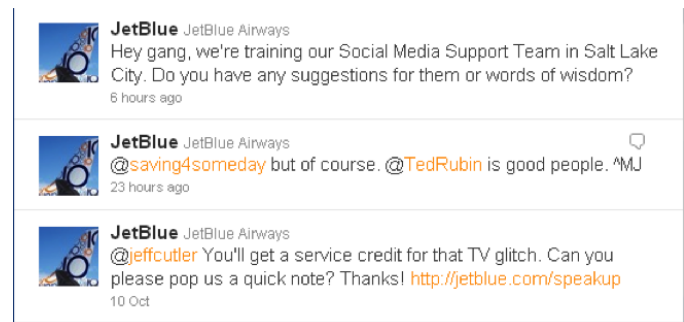 JetBlue JetBlue Airways
Hey gang, we're training our Social Media Support Team in Salt Lake
City. Do you have any suggestions for them or words of wisdom?
6 hours ago
JetBlue JetBlue Airways
@saving4someday but of course. @TedRubin is good people. ^MJ
23 hours ago
JetBlue JetBlue Airways
@jeffcutler You'll get a service credit for that TV glitch. Can you
please pop us a quick note? Thanks! http://jetblue.com/speakup
10 Oct